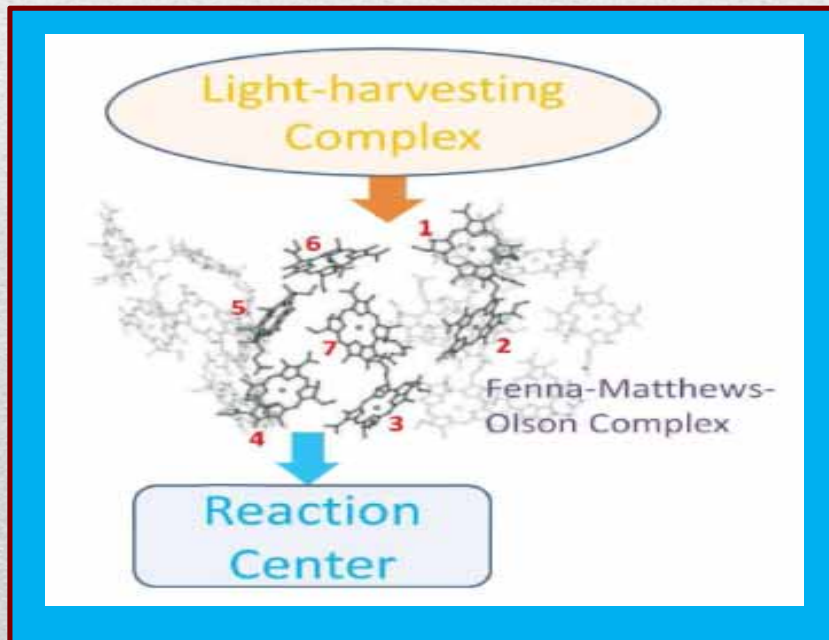 Light-harvesting
Complex
1
6
5
7
2
Fenna-Matthews-
Olson Complex
3
4
Reaction
Center